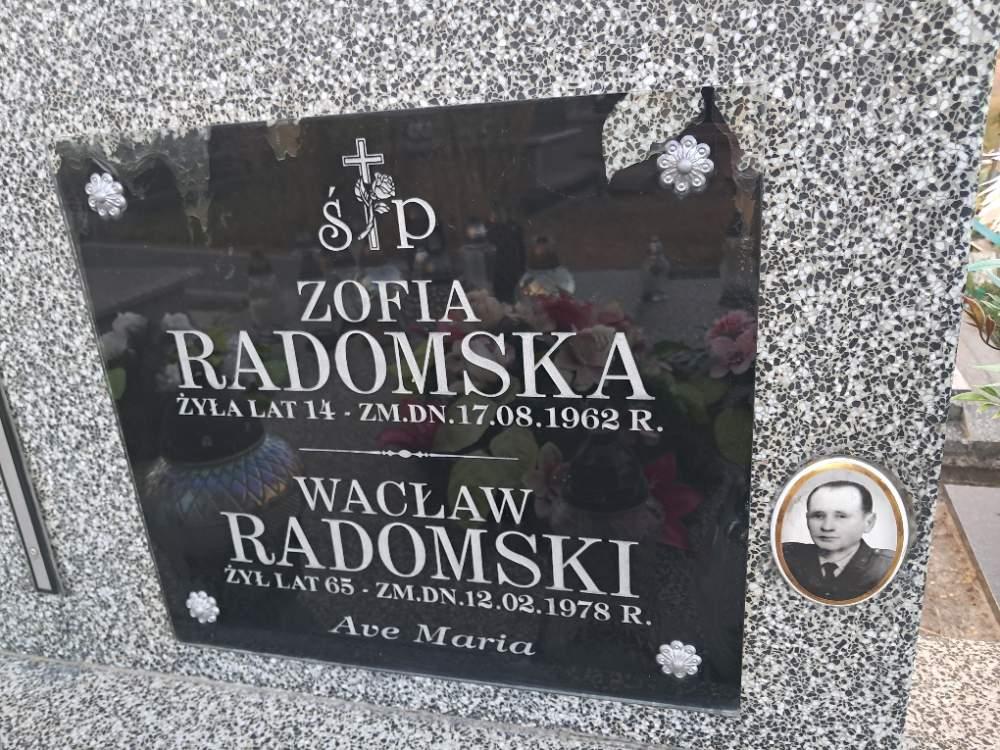 Ś P
ZOFIA
RADOMSKA
ŻYŁA LAT 14 - ZM.DN.17.08.1962 R.
WACŁAW
RADOMSKI
ŻYŁ LAT 65 - ZM.DN.12.02.1978 R.
Ave Maria